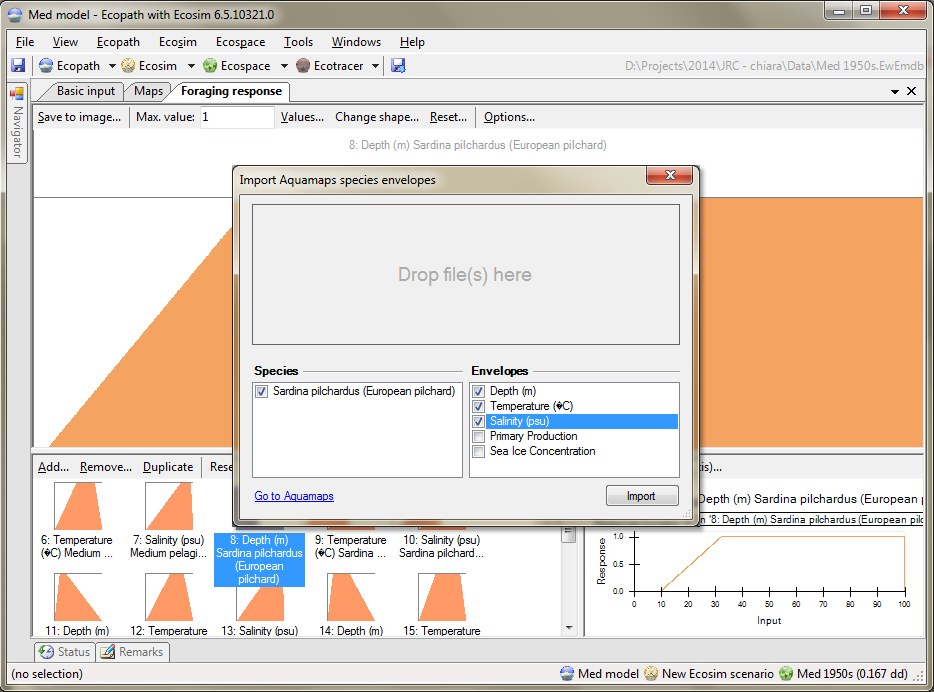 Med model - Ecopath with Ecosim 6.5.10321.0
File View Ecopath Ecosim Ecospace Tools Windows Help
Ecopath Ecosim Ecospace Ecotracer D:\Projects\2014\JRC - chiara\Data\Med 1950s.EwEmdb
Navigator
Basic input Maps Foraging response
Save to image... Max. value: 1 Values... Change shape... Reset... Options...
8: Depth (m) Sardina pilchardus (European pilchard)
Import Aquamaps species envelopes
Drop file(s) here
Species
Sardina pilchardus (European pilchard)
Envelopes
Depth (m)
Temperature (�C)
Salinity (psu)
Primary Production
Sea Ice Concentration
Go to Aquamaps
Import
Add... Remove... Duplicate Rese
6: Temperature
(�C) Medium ...
7: Salinity (psu)
Medium pelagi...
8: Depth (m)
Sardina pilchardus
(European
pilchard)
9: Temperature
(�C) Sardina ...
10: Salinity (psu)
Sardina pilchard...
11: Depth (m)
12: Temperature
13: Salinity (psu)
14: Depth (m)
15: Temperature
is)...
Depth (m) Sardina pilchardus (European p
n '8: Depth (m) Sardina pilchardus (European pilc
Response
1.0
0.5
0.0
0 10 20 30 40 50 60 70 80 90 100
Input
Status Remarks
(no selection) Med model New Ecosim scenario Med 1950s (0.167 dd)